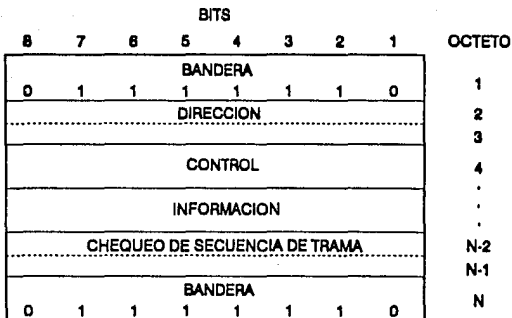 BITS
8 7 6 5 4 3 2 1 OCTETO
BANDERA
0 1 1 1 1 1 1 0 1
DIRECCION 2
3
CONTROL 4
.
INFORMACION .
.
CHEQUEO DE SECUENCIA DE TRAMA N-2
N-1
BANDERA
0 1 1 1 1 1 1 0 N